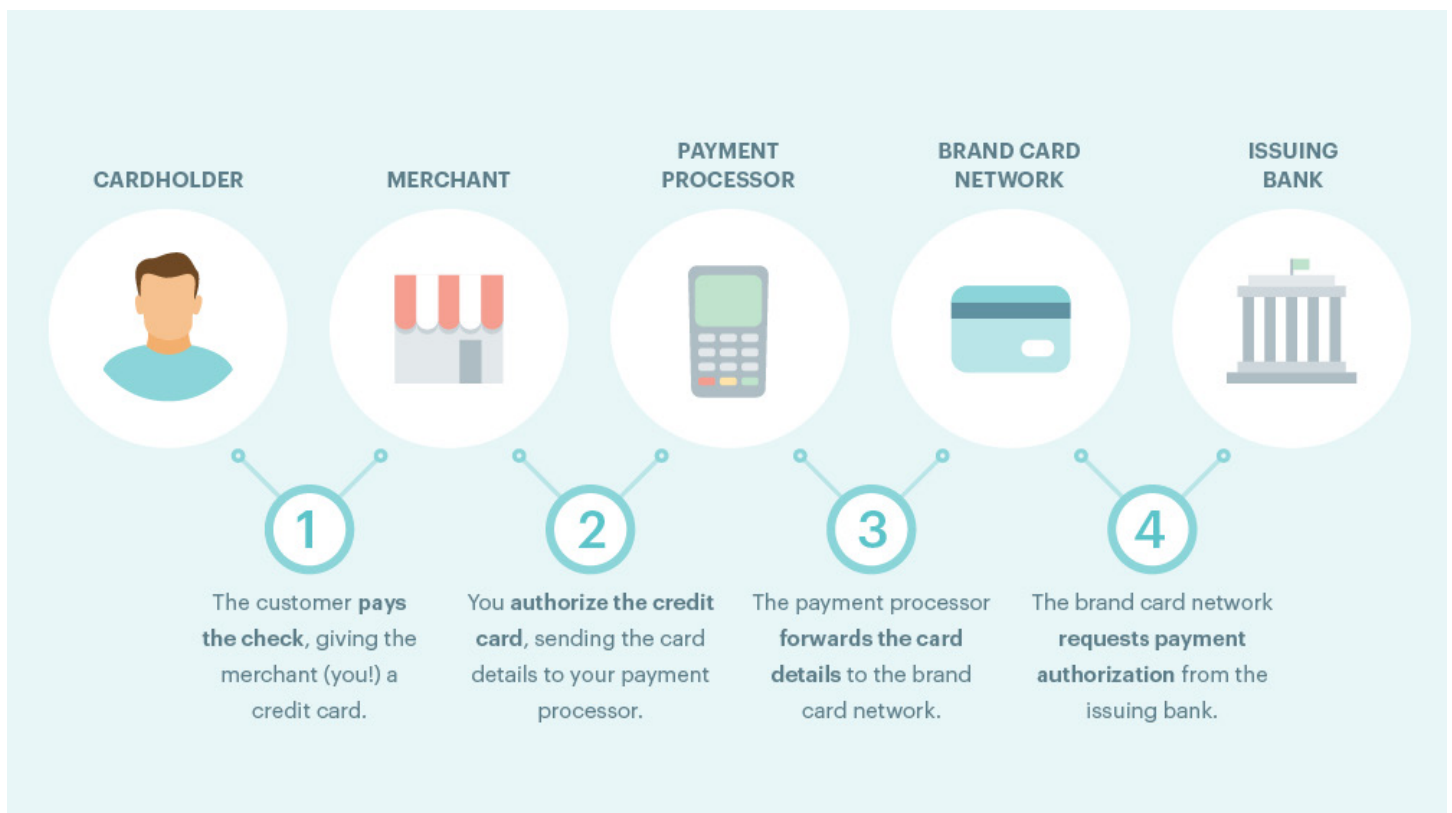 CARDHOLDER
MERCHANT
PAYMENT
PROCESSOR
BRAND CARD
NETWORK
ISSUING
BANK
1
The customer pays
the check, giving the
merchant (you!) a
credit card.
2
You authorize the credit
card, sending the card
details to your payment
processor.
3
The payment processor
forwards the card
details to the brand
card network.
4
The brand card network
requests payment
authorization from the
issuing bank.